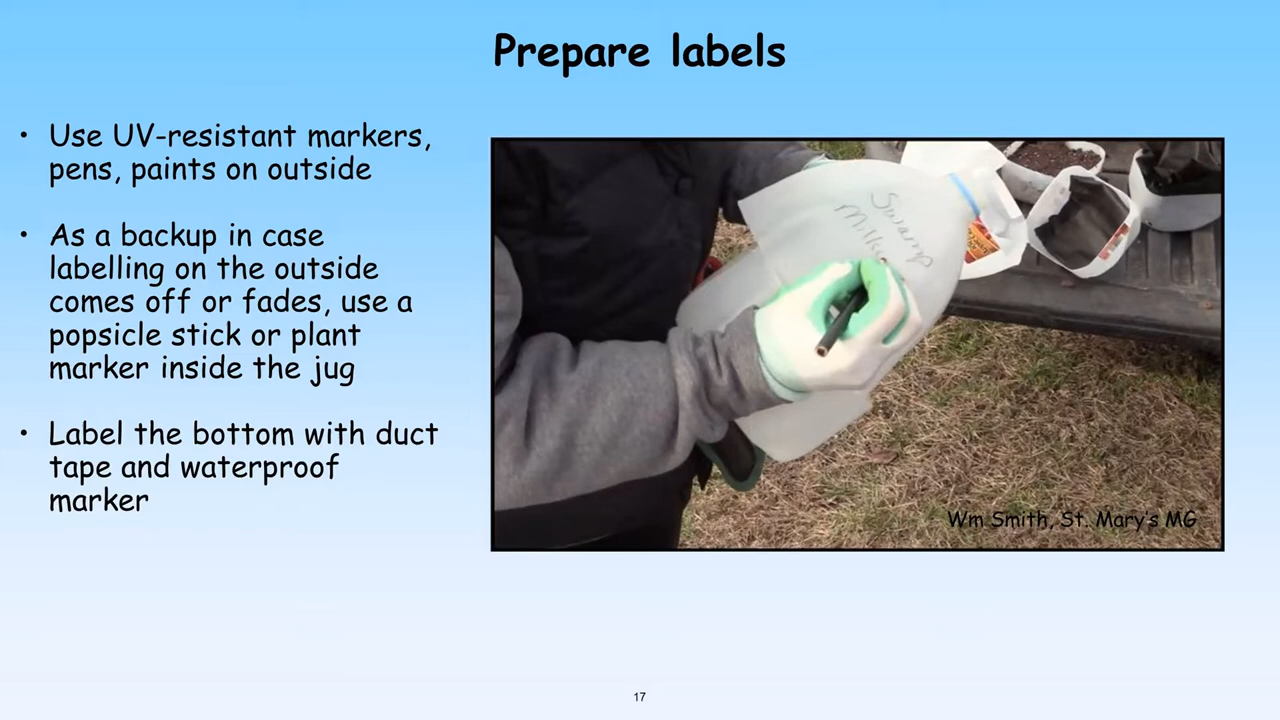 Prepare labels
• Use UV-resistant markers,
pens, paints on outside
• As a backup in case
labelling on the outside
comes off or fades, use a
popsicle stick or plant
marker inside the jug
• Label the bottom with duct
tape and waterproof
marker
Swamp
Milk
Wm Smith, St. Mary's MG
17